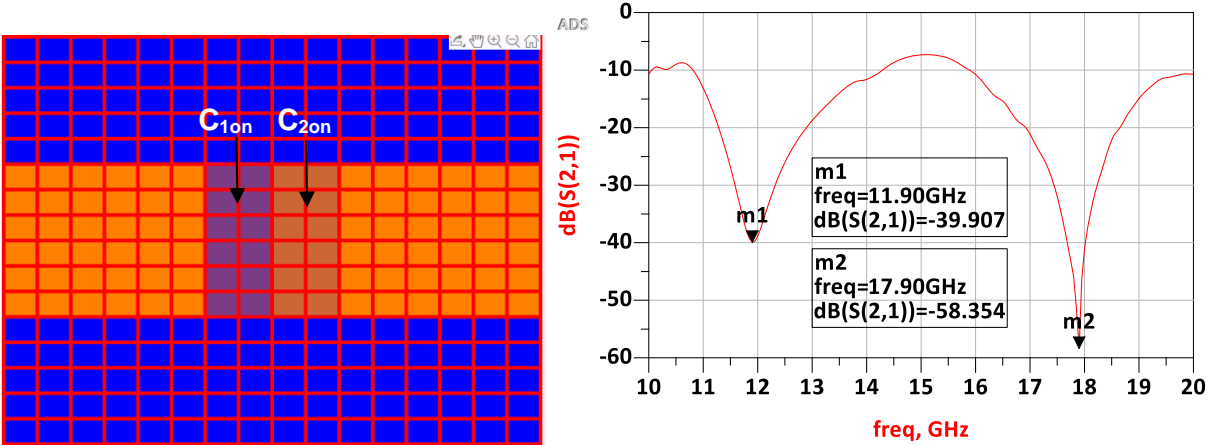 C1on C2on
ADS
0
-10
-20
-30
-40
-50
-60
dB(S(2,1))
m1
m1
freq=11.90GHz
dB(S(2,1))=-39.907
m2
freq=17.90GHz
dB(S(2,1))=-58.354
m2
10 11 12 13 14 15 16 17 18 19 20
freq, GHz